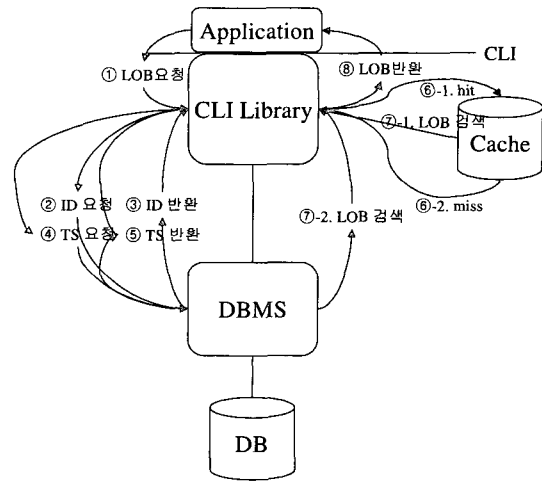 Application
CLI
① LOB요청
⑧ LOB반환
CLI Library
⑥-1. hit
⑦-1. LOB 검색
Cache
② ID 요청
③ ID 반환
⑥-2. miss
④ TS 요청
⑤ TS 반환
⑦-2. LOB 검색
DBMS
DB